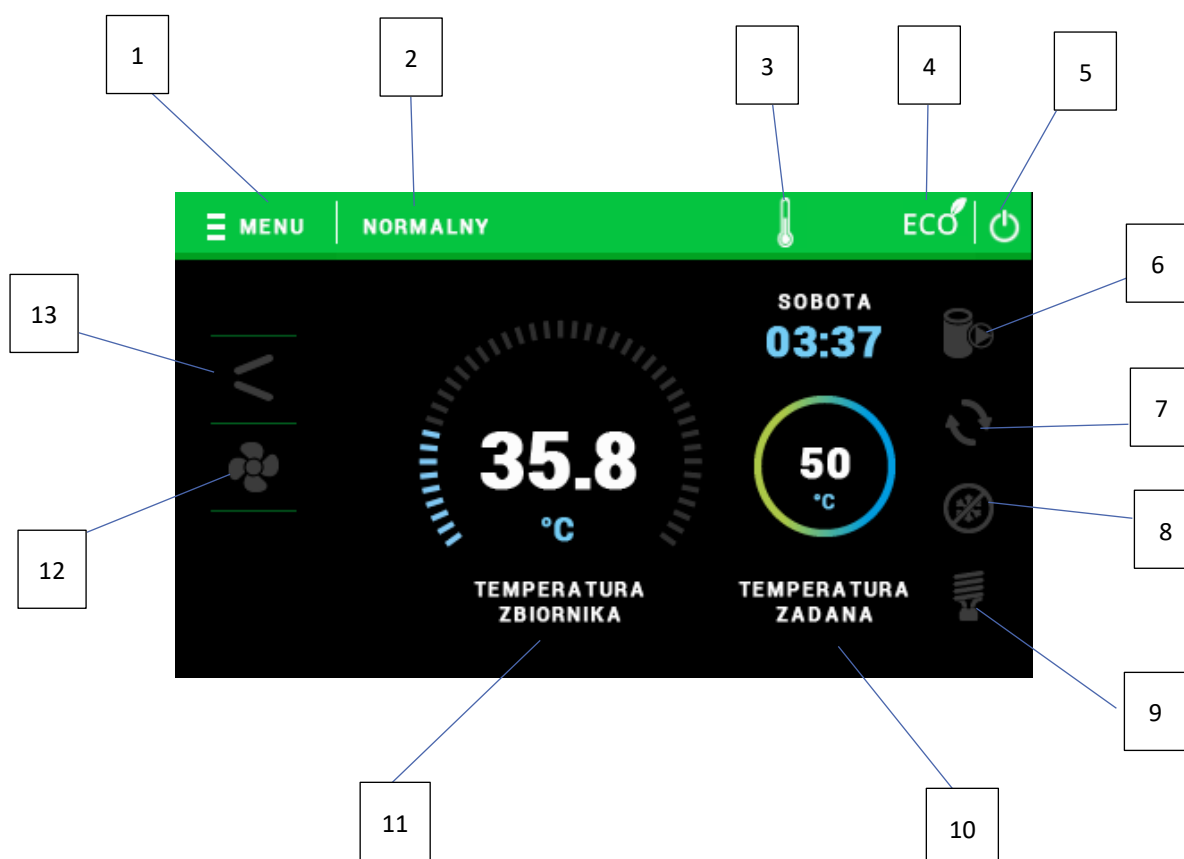 1
2
3
4
5
MENU
NORMALNY
ECO
6
13
SOBOTA
03:37
7
35.8
°C
50
°C
8
12
TEMPERATURA
ZBIORNIKA
TEMPERATURA
ZADANA
9
11
10